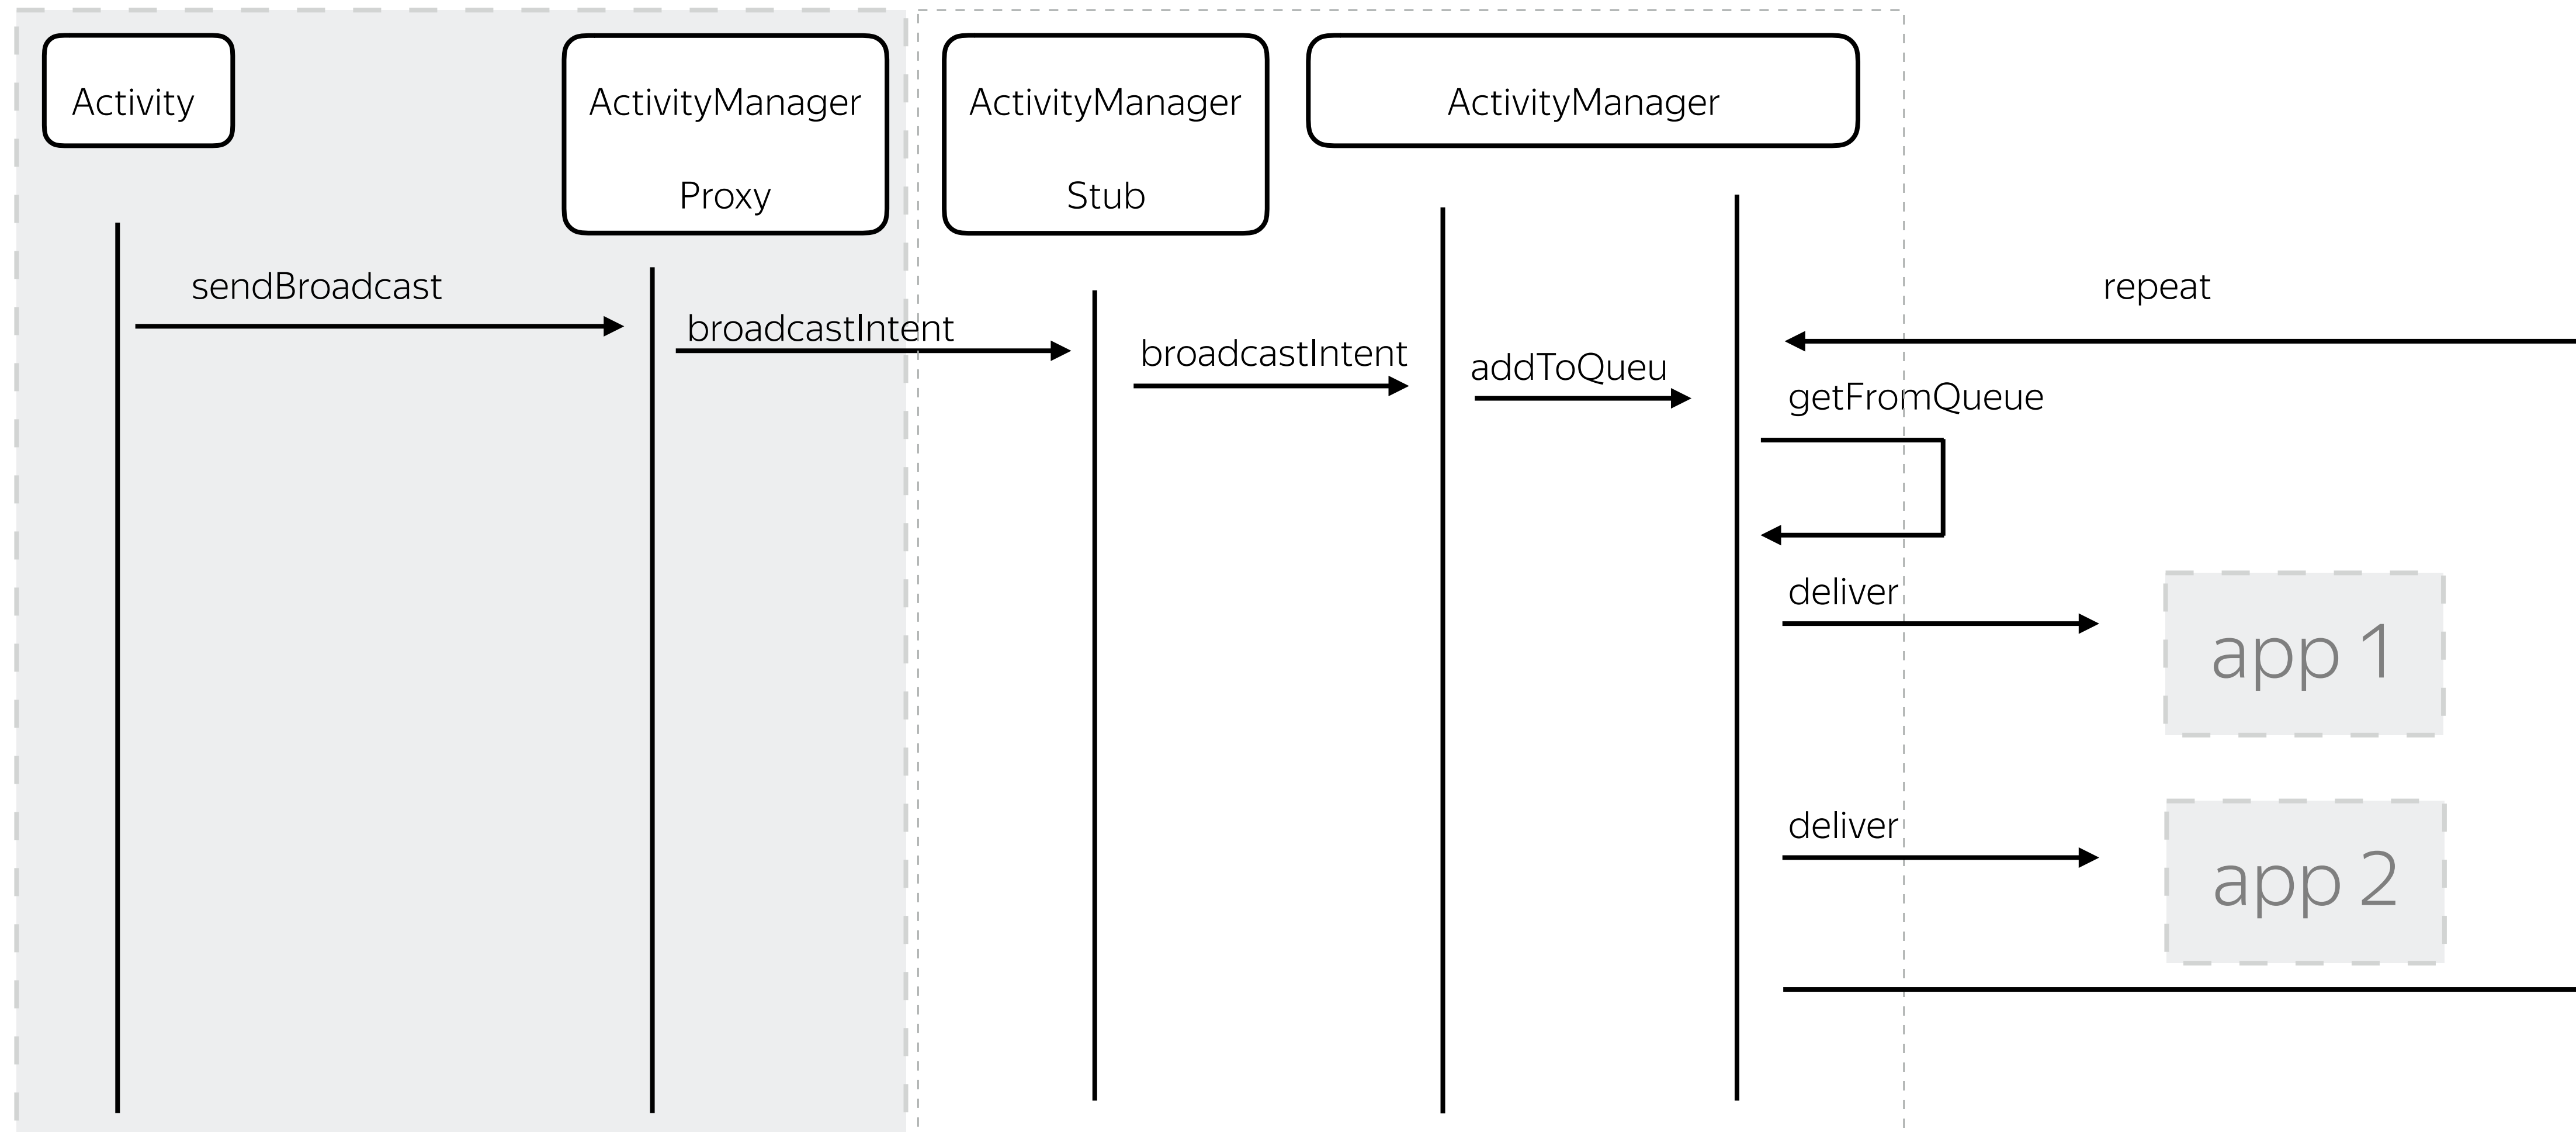 Activity
ActivityManager
Proxy
ActivityManager
Stub
ActivityManager
sendBroadcast
broadcastIntent
broadcastIntent
addToQueu
repeat
getFromQueue
deliver
app 1
deliver
app 2